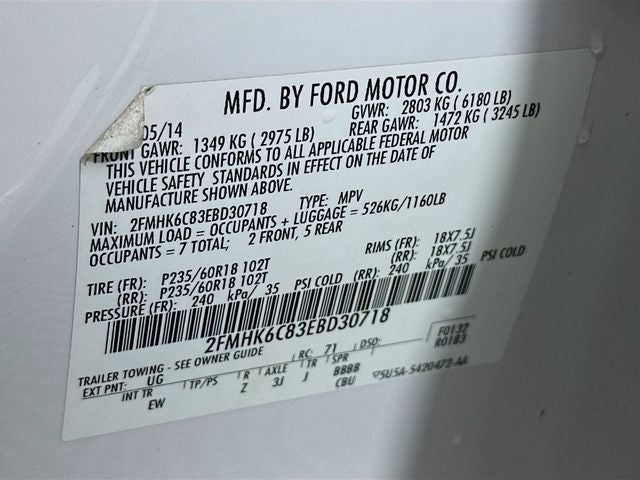 MFD. BY FORD MOTOR CO.
05/14 GVWR: 2803 KG ( 6180 LB)
FRONT GAWR: 1349 KG ( 2975 LB) REAR GAWR: 1472 KG ( 3245 LB)
THIS VEHICLE CONFORMS TO ALL APPLICABLE FEDERAL MOTOR
VEHICLE SAFETY STANDARDS IN EFFECT ON THE DATE OF
MANUFACTURE SHOWN ABOVE.
VIN: 2FMHK6C83EBD30718 TYPE: MPV
MAXIMUM LOAD = OCCUPANTS + LUGGAGE = 526KG/1160LB
OCCUPANTS = 7 TOTAL; 2 FRONT, 5 REAR
TIRE (FR): P235/60R18 102T RIMS (FR): 18X7.5J
(RR): P235/60R18 102T (RR): 18X7.5J
PRESSURE (FR): 240 kPa/ 35 PSI COLD (RR): 240 kPa/ 35 PSI COLD
2FMHK6C83EBD30718
F0132
R0183
TRAILER TOWING - SEE OWNER GUIDE RC: 71 DSO:
EXT PNT: UG INT TR TP/PS R AXLE TR SPR
EW Z 3J J BBBB
CBU 5U5A-5420472-AA